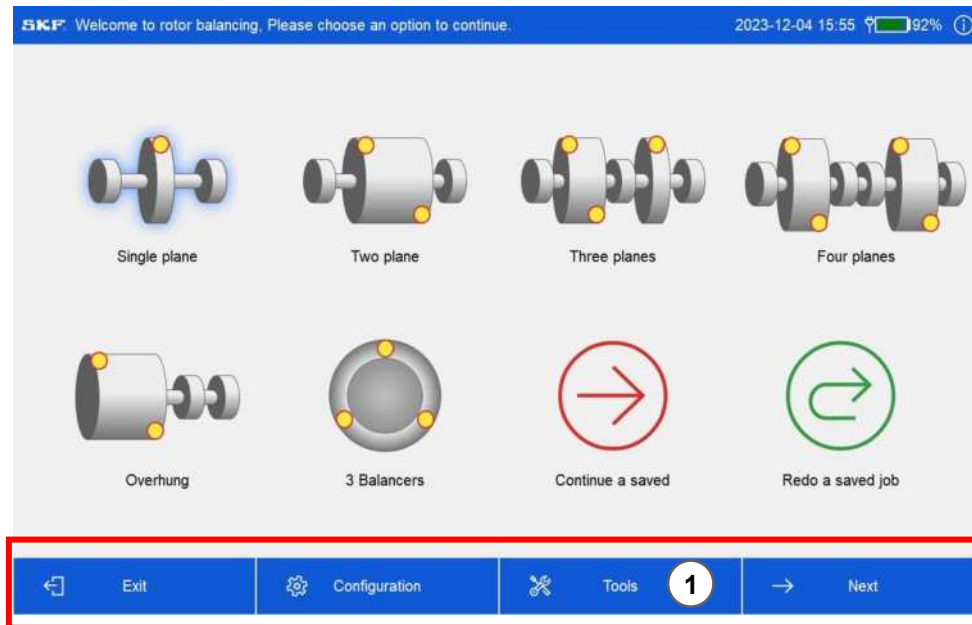 SKF. Welcome to rotor balancing, Please choose an option to continue. 2023-12-04 15:55 92%
Single plane Two plane Three planes Four planes
Overhung 3 Balancers Continue a saved Redo a saved job
Exit Configuration Tools 1 Next